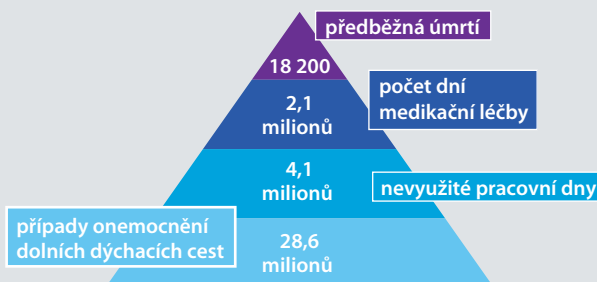 předběžná úmrtí
18 200
počet dní
medikační léčby
2,1
milionů
4,1
milionů
nevyužité pracovní dny
případy onemocnění
dolních dýchacích cest
28,6
milionů